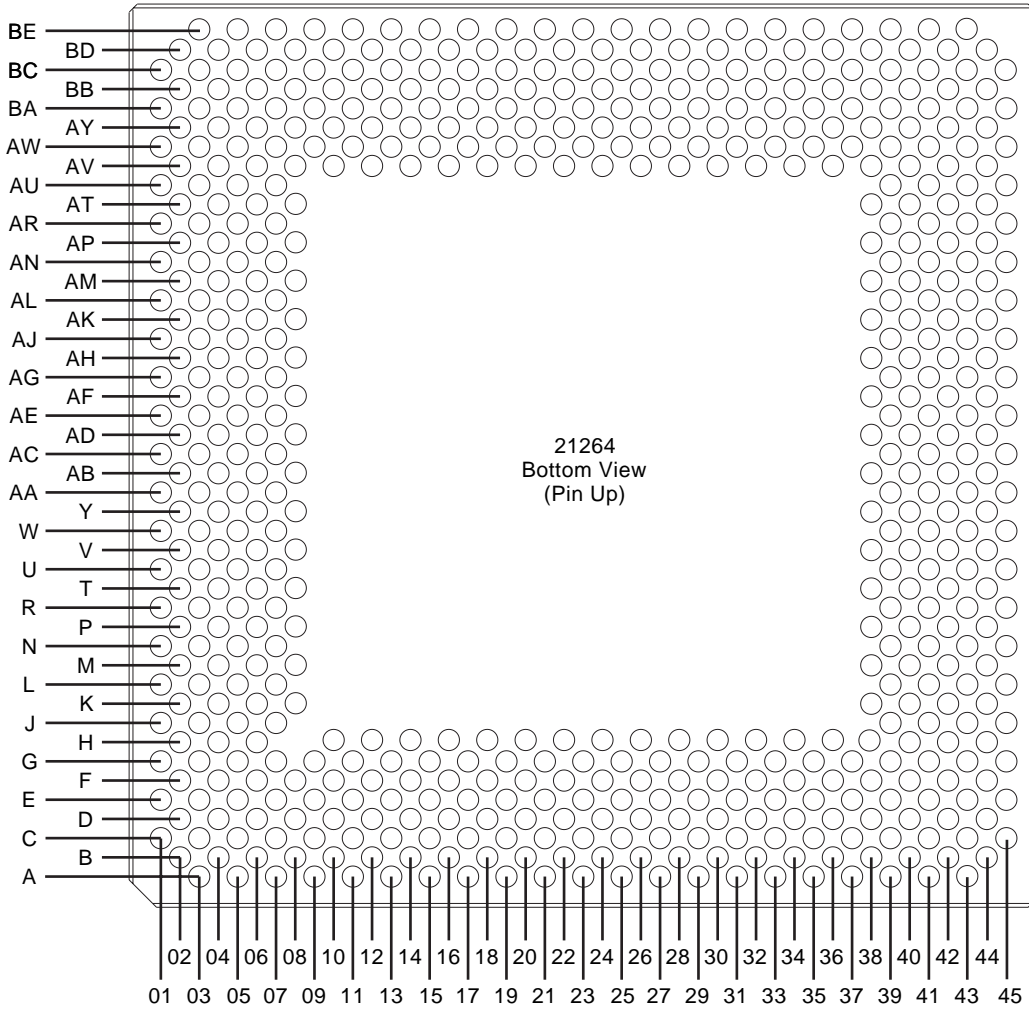 BE
BD
BC
BB
BA
AY
AW
AV
AU
AT
AR
AP
AN
AM
AL
AK
AJ
AH
AG
AF
AE
AD
AC
AB
AA
Y
W
V
U
T
R
P
N
M
L
K
J
H
G
F
E
D
C
B
A
21264
Bottom View
(Pin Up)
02 04 06 08 10 12 14 16 18 20 22 24 26 28 30 32 34 36 38 40 42 44
01 03 05 07 09 11 13 15 17 19 21 23 25 27 29 31 33 35 37 39 41 43 45